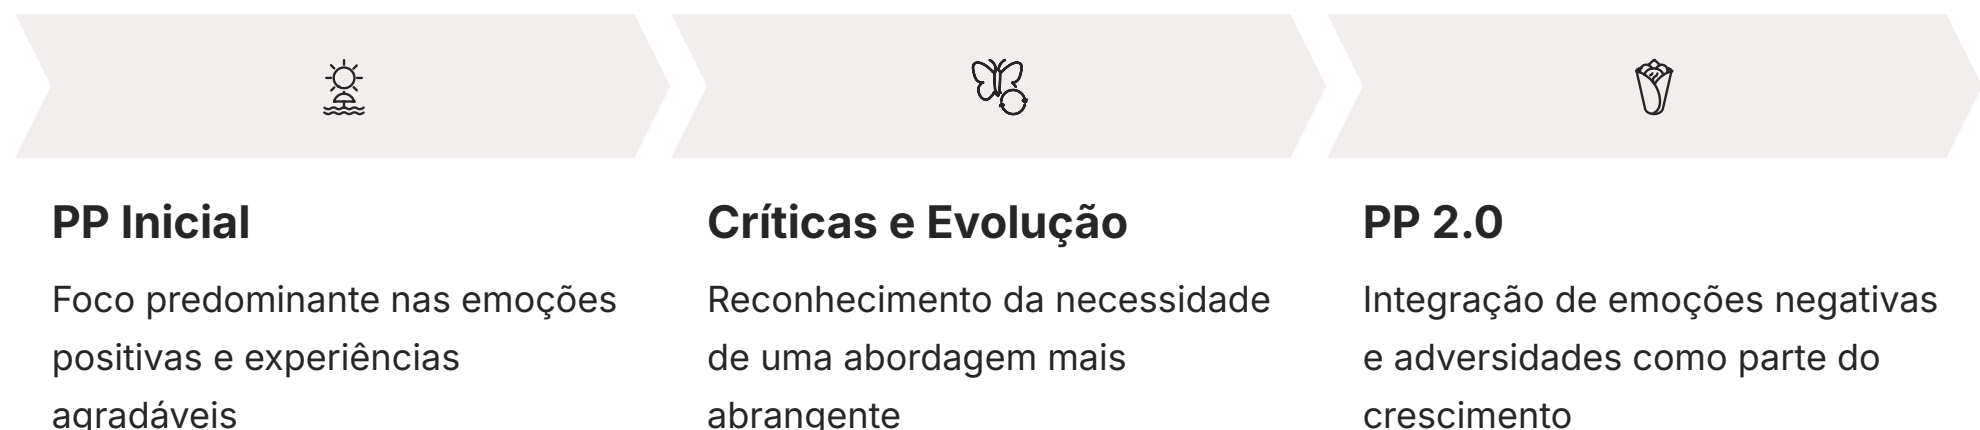 PP Inicial
Foco predominante nas emoções
positivas e experiências
agradáveis
Críticas e Evolução
Reconhecimento da necessidade
de uma abordagem mais
abrangente
PP 2.0
Integração de emoções negativas
e adversidades como parte do
crescimento